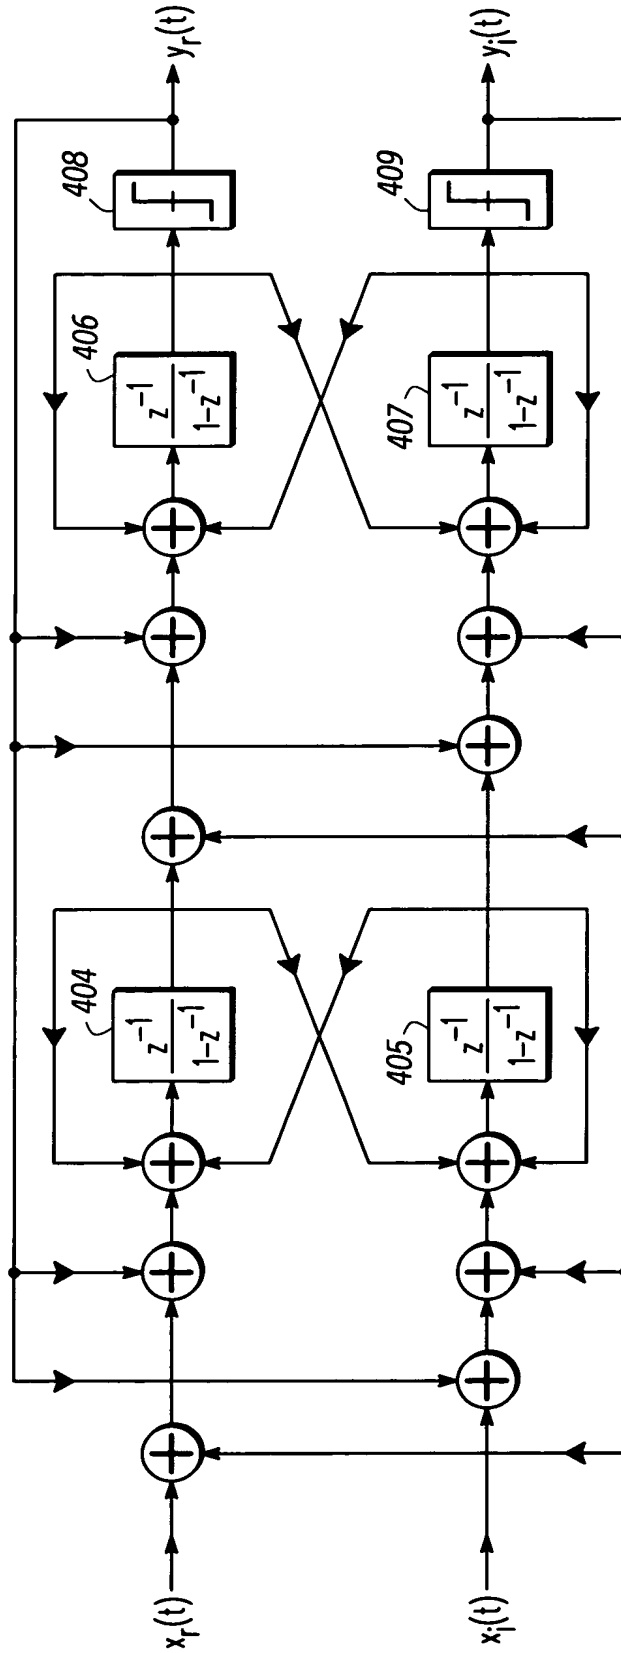 x_r(t)
404
z^{-1}
1-z^{-1}
406
z^{-1}
1-z^{-1}
408
y_r(t)
x_i(t)
405
z^{-1}
1-z^{-1}
407
z^{-1}
1-z^{-1}
409
y_i(t)